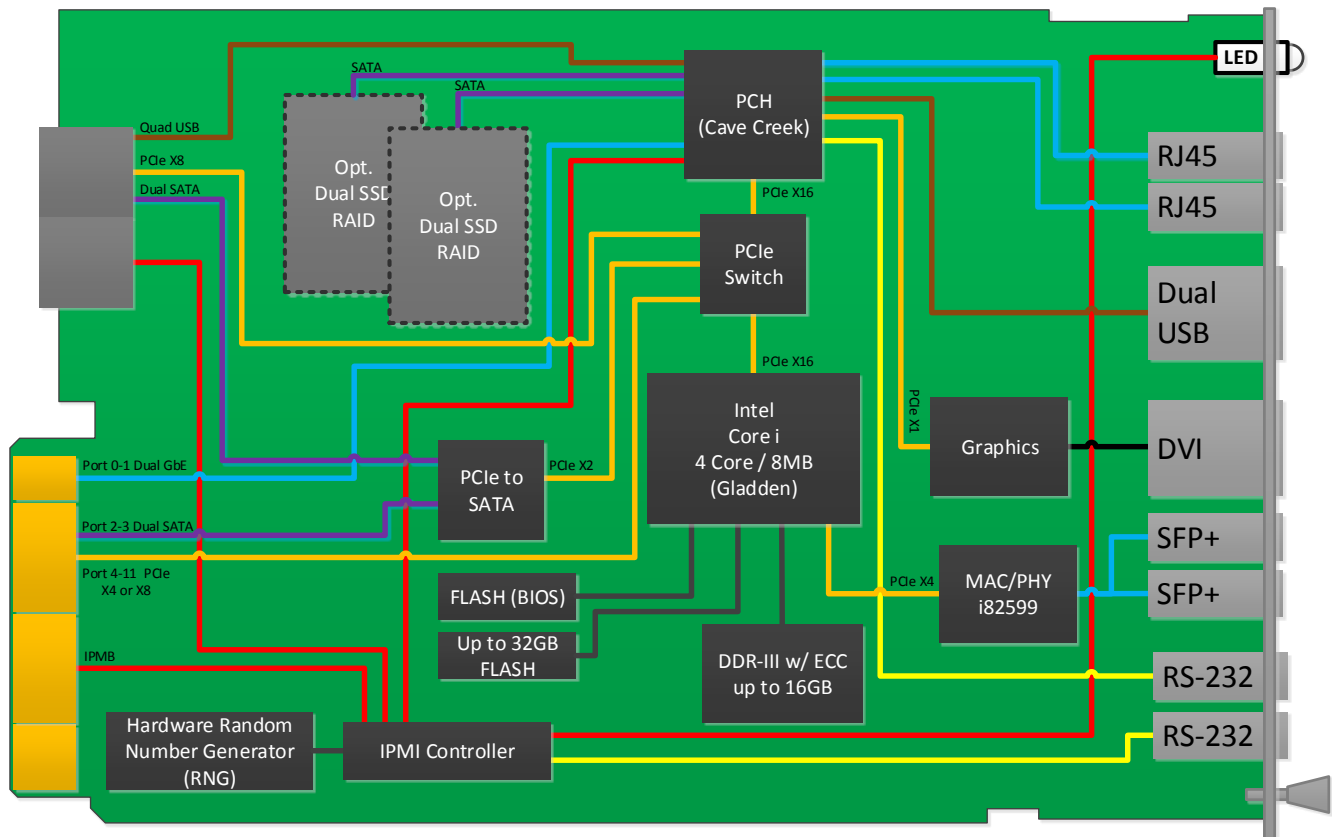 LED
SATA
SATA
PCH
(Cave Creek)
Quad USB
PCIe X8
Dual SATA
Opt.
Dual SSD
RAID
Opt.
Dual SSD
RAID
PCIe X16
PCIe
Switch
PCIe X16
RJ45
RJ45
Dual
USB
Intel
Core i
4 Core / 8MB
(Gladden)
PCIe X1
Graphics
DVI
Port 0-1 Dual GbE
PCIe to
SATA
PCIe X2
Port 2-3 Dual SATA
Port 4-11 PCIe
X4 or X8
SFP+
SFP+
PCIe X4
MAC/PHY
i82599
FLASH (BIOS)
Up to 32GB
FLASH
DDR-III w/ ECC
up to 16GB
IPMB
RS-232
RS-232
Hardware Random
Number Generator
(RNG)
IPMI Controller